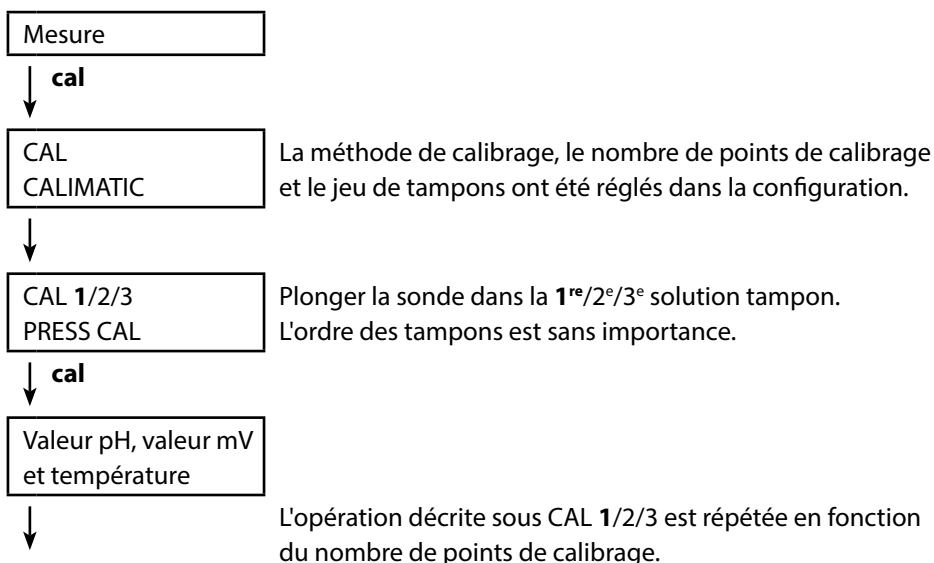 Mesure
cal
CAL
CALIMATIC
La méthode de calibrage, le nombre de points de calibrage
et le jeu de tampons ont été réglés dans la configuration.
CAL 1/2/3
PRESS CAL
Plonger la sonde dans la 1re/2e/3e solution tampon.
L'ordre des tampons est sans importance.
cal
Valeur pH, valeur mV
et température
L'opération décrite sous CAL 1/2/3 est répétée en fonction
du nombre de points de calibrage.